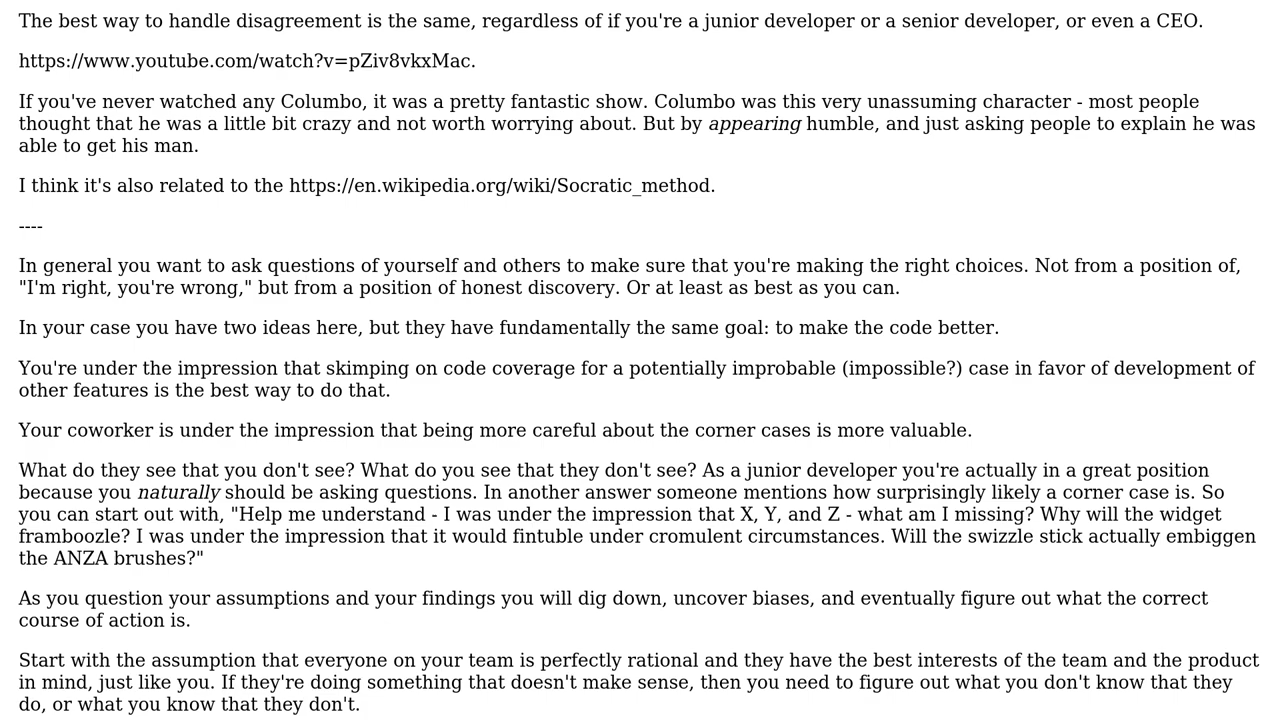 The best way to handle disagreement is the same, regardless of if you're a junior developer or a senior developer, or even a CEO.
https://www.youtube.com/watch?v=pZiv8vkxMac.
If you've never watched any Columbo, it was a pretty fantastic show. Columbo was this very unassuming character - most people
thought that he was a little bit crazy and not worth worrying about. But by appearing humble, and just asking people to explain he was
able to get his man.
I think it's also related to the https://en.wikipedia.org/wiki/Socratic_method.
----
In general you want to ask questions of yourself and others to make sure that you're making the right choices. Not from a position of,
"I'm right, you're wrong," but from a position of honest discovery. Or at least as best as you can.
In your case you have two ideas here, but they have fundamentally the same goal: to make the code better.
You're under the impression that skimping on code coverage for a potentially improbable (impossible?) case in favor of development of
other features is the best way to do that.
Your coworker is under the impression that being more careful about the corner cases is more valuable.
What do they see that you don't see? What do you see that they don't see? As a junior developer you're actually in a great position
because you naturally should be asking questions. In another answer someone mentions how surprisingly likely a corner case is. So
you can start out with, "Help me understand - I was under the impression that X, Y, and Z - what am I missing? Why will the widget
framboozle? I was under the impression that it would fintuble under cromulent circumstances. Will the swizzle stick actually embiggen
the ANZA brushes?"
As you question your assumptions and your findings you will dig down, uncover biases, and eventually figure out what the correct
course of action is.
Start with the assumption that everyone on your team is perfectly rational and they have the best interests of the team and the product
in mind, just like you. If they're doing something that doesn't make sense, then you need to figure out what you don't know that they
do, or what you know that they don't.